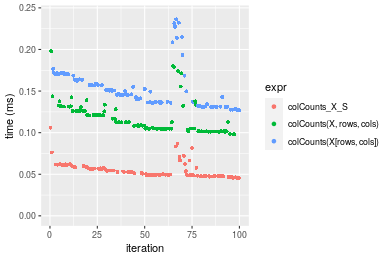 0.25
0.20
0.15
0.10
0.05
0.00
time (ms)
0
25
50
75
100
iteration
expr
colCounts_X_S
colCounts(X, rows, cols)
colCounts(X[rows, cols])